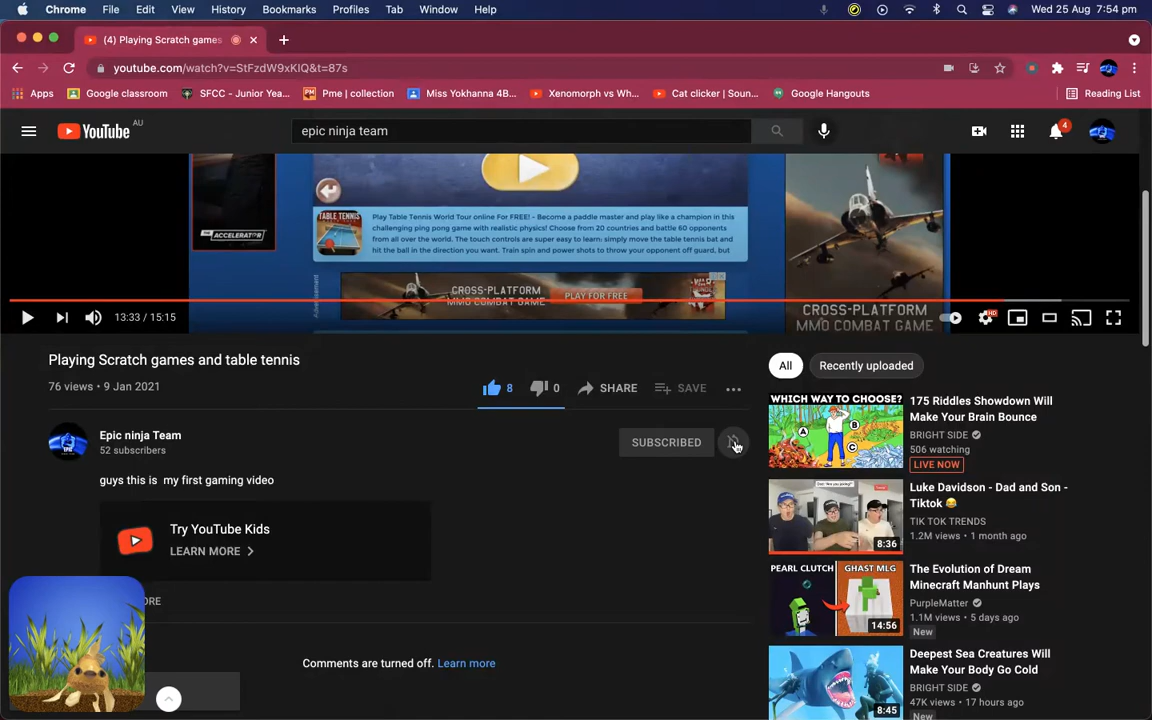 Chrome File Edit View History Bookmarks Profiles Tab Window Help Wed 25 Aug 7:54 pm
(4) Playing Scratch games
youtube.com/watch?v=StFzdW9xKIQ&t=87s
Apps Google classroom SFCC - Junior Yea... Pme | collection Miss Yokhanna 4B... Xenomorph vs Wh... Cat clicker | Soun... Google Hangouts Reading List
YouTube AU
epic ninja team
4
TABLE TENNIS
Play Table Tennis World Tour online For FREE! - Become a paddle master and play like a champion in this
challenging ping pong game with realistic physics! Choose from 20 countries and battle 60 opponents
from all over the world. The touch controls are super easy to learn: simply move the table tennis bat and
hit the ball in the direction you want. Train spin and power shots to throw your opponent off guard, but
ACCELERATOR
Advertisement
CROSS-PLATFORM
MMO COMBAT GAME
PLAY FOR FREE
CROSS-PLATFORM
MMO COMBAT GAME
13:33 / 15:15
HD
Playing Scratch games and table tennis
76 views • 9 Jan 2021
8 0 SHARE SAVE
Epic ninja Team
52 subscribers
SUBSCRIBED
guys this is my first gaming video
Try YouTube Kids
LEARN MORE
ORE
Comments are turned off. Learn more
All Recently uploaded
WHICH WAY TO CHOOSE?
A
B
C
175 Riddles Showdown Will
Make Your Brain Bounce
BRIGHT SIDE
506 watching
LIVE NOW
8:36
Luke Davidson - Dad and Son -
Tiktok 😂
TIK TOK TRENDS
1.2M views • 1 month ago
PEARL CLUTCH GHAST MLG
14:56
The Evolution of Dream
Minecraft Manhunt Plays
PurpleMatter
1.1M views • 5 days ago
New
8:45
Deepest Sea Creatures Will
Make Your Body Go Cold
BRIGHT SIDE
47K views • 17 hours ago
New